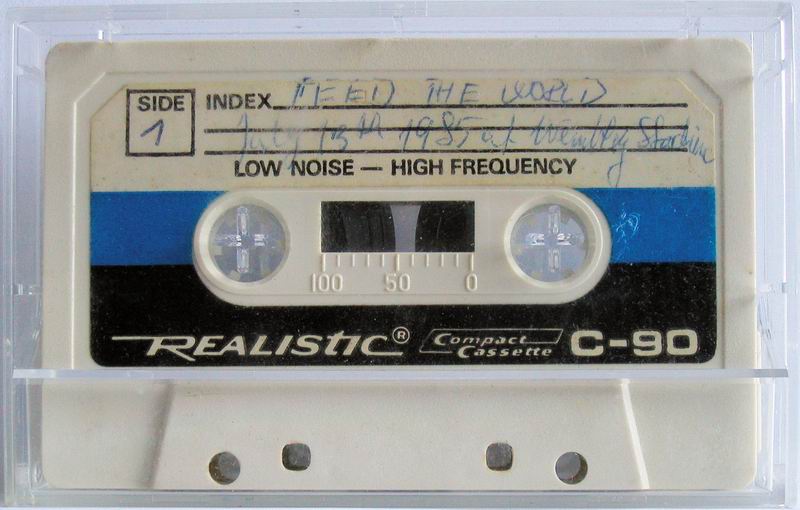 SIDE 1
INDEX FEED THE WORLD
July 13th 1985 at Wembley Stadium
LOW NOISE — HIGH FREQUENCY
100 50 0
REALISTIC® Compact Cassette C-90